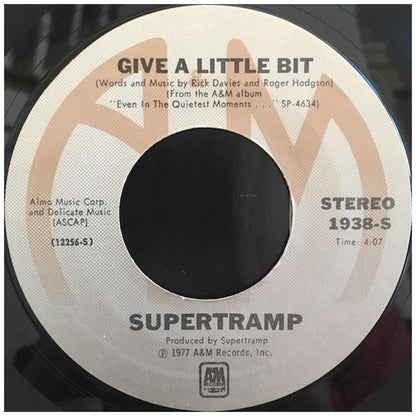 GIVE A LITTLE BIT
(Words and Music by Rick Davies and Roger Hodgson)
(From the A&M album
"Even In The Quietest Moments . . ." SP-4634)
A&M
Almo Music Corp.
and Delicate Music
(ASCAP)
(12256-S)
STEREO
1938-S
Time: 4:07
SUPERTRAMP
Produced by Supertramp
℗ 1977 A&M Records, Inc.
A&M
RECORDS